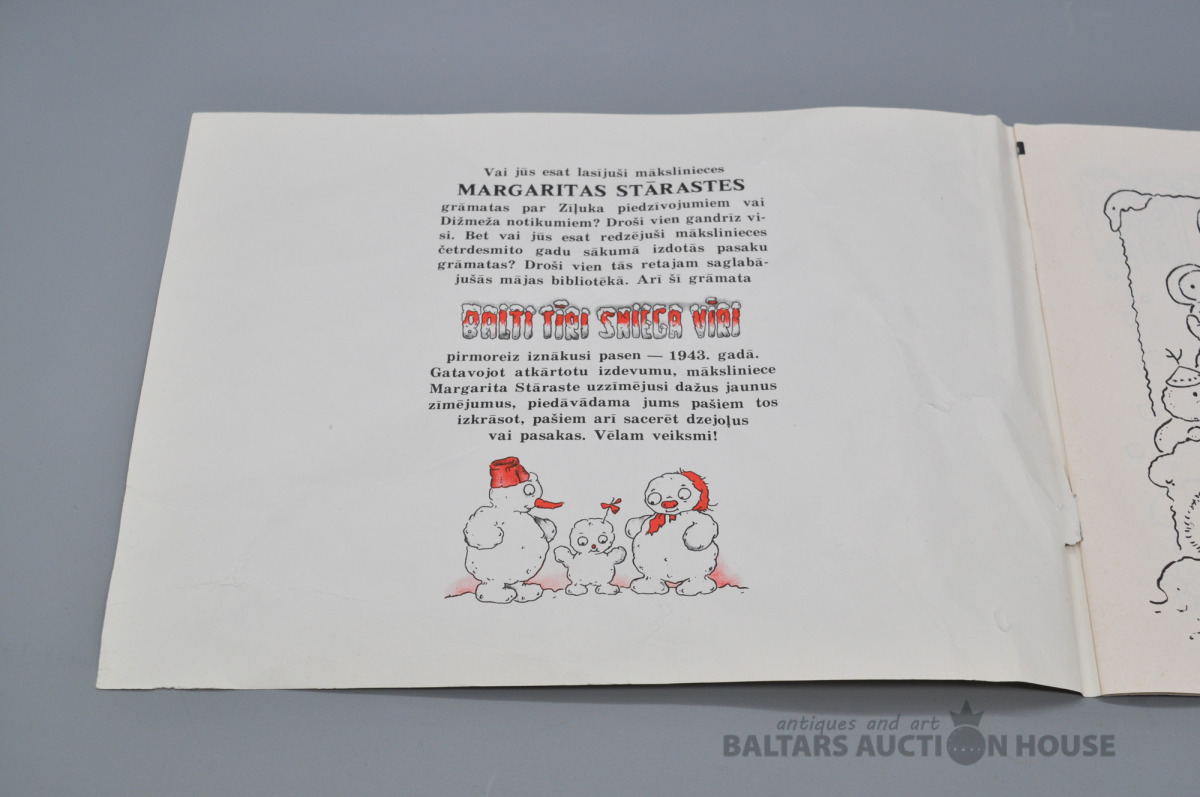 Vai jūs esat lasījuši mākslinieces
MARGARITAS STĀRASTES
grāmatas par Zīļuka piedzīvojumiem vai
Dižmeža notikumiem? Droši vien gandrīz vi-
si. Bet vai jūs esat redzējuši mākslinieces
četrdesmito gadu sākumā izdotās pasaku
grāmatas? Droši vien tās retajam saglabā-
jušās mājas bibliotēkā. Arī šī grāmata
BALTI TĪRI SNIEGA VĪRI
pirmoreiz iznākusi pasen — 1943. gadā.
Gatavojot atkārtotu izdevumu, māksliniece
Margarita Stāraste uzzīmējusi dažus jaunus
zīmējumus, piedāvādama jums pašiem tos
izkrāsot, pašiem arī sacerēt dzejoļus
vai pasakas. Vēlam veiksmi!
antiques and art
BALTARS AUCTION HOUSE